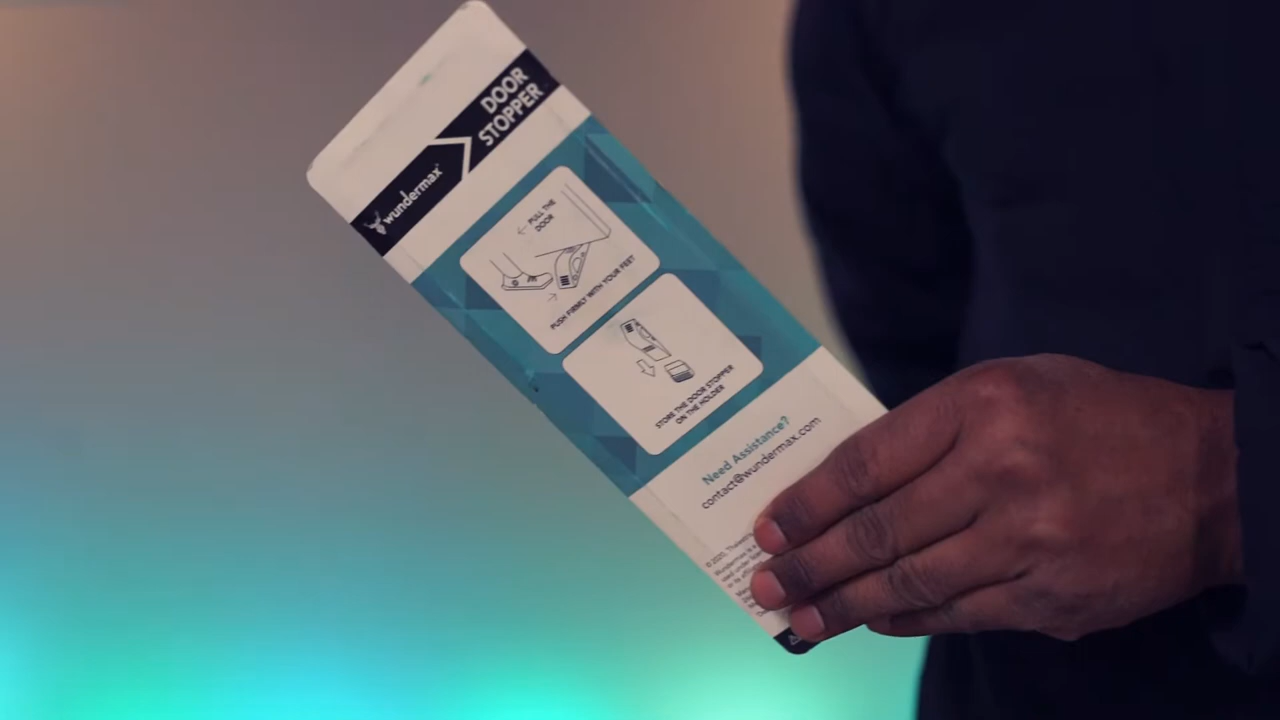 wundermax
DOOR
STOPPER
PULL THE
DOOR
PUSH FIRMLY WITH YOUR FEET
STORE THE DOOR STOPPER
ON THE HOLDER
Need Assistance?
contact@wundermax.com
© 2020,